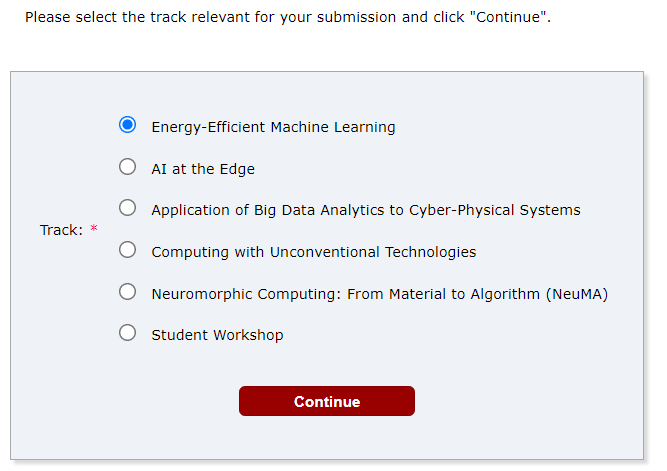 Please select the track relevant for your submission and click "Continue".
Energy-Efficient Machine Learning
AI at the Edge
Application of Big Data Analytics to Cyber-Physical Systems
Track: *
Computing with Unconventional Technologies
Neuromorphic Computing: From Material to Algorithm (NeuMA)
Student Workshop
Continue